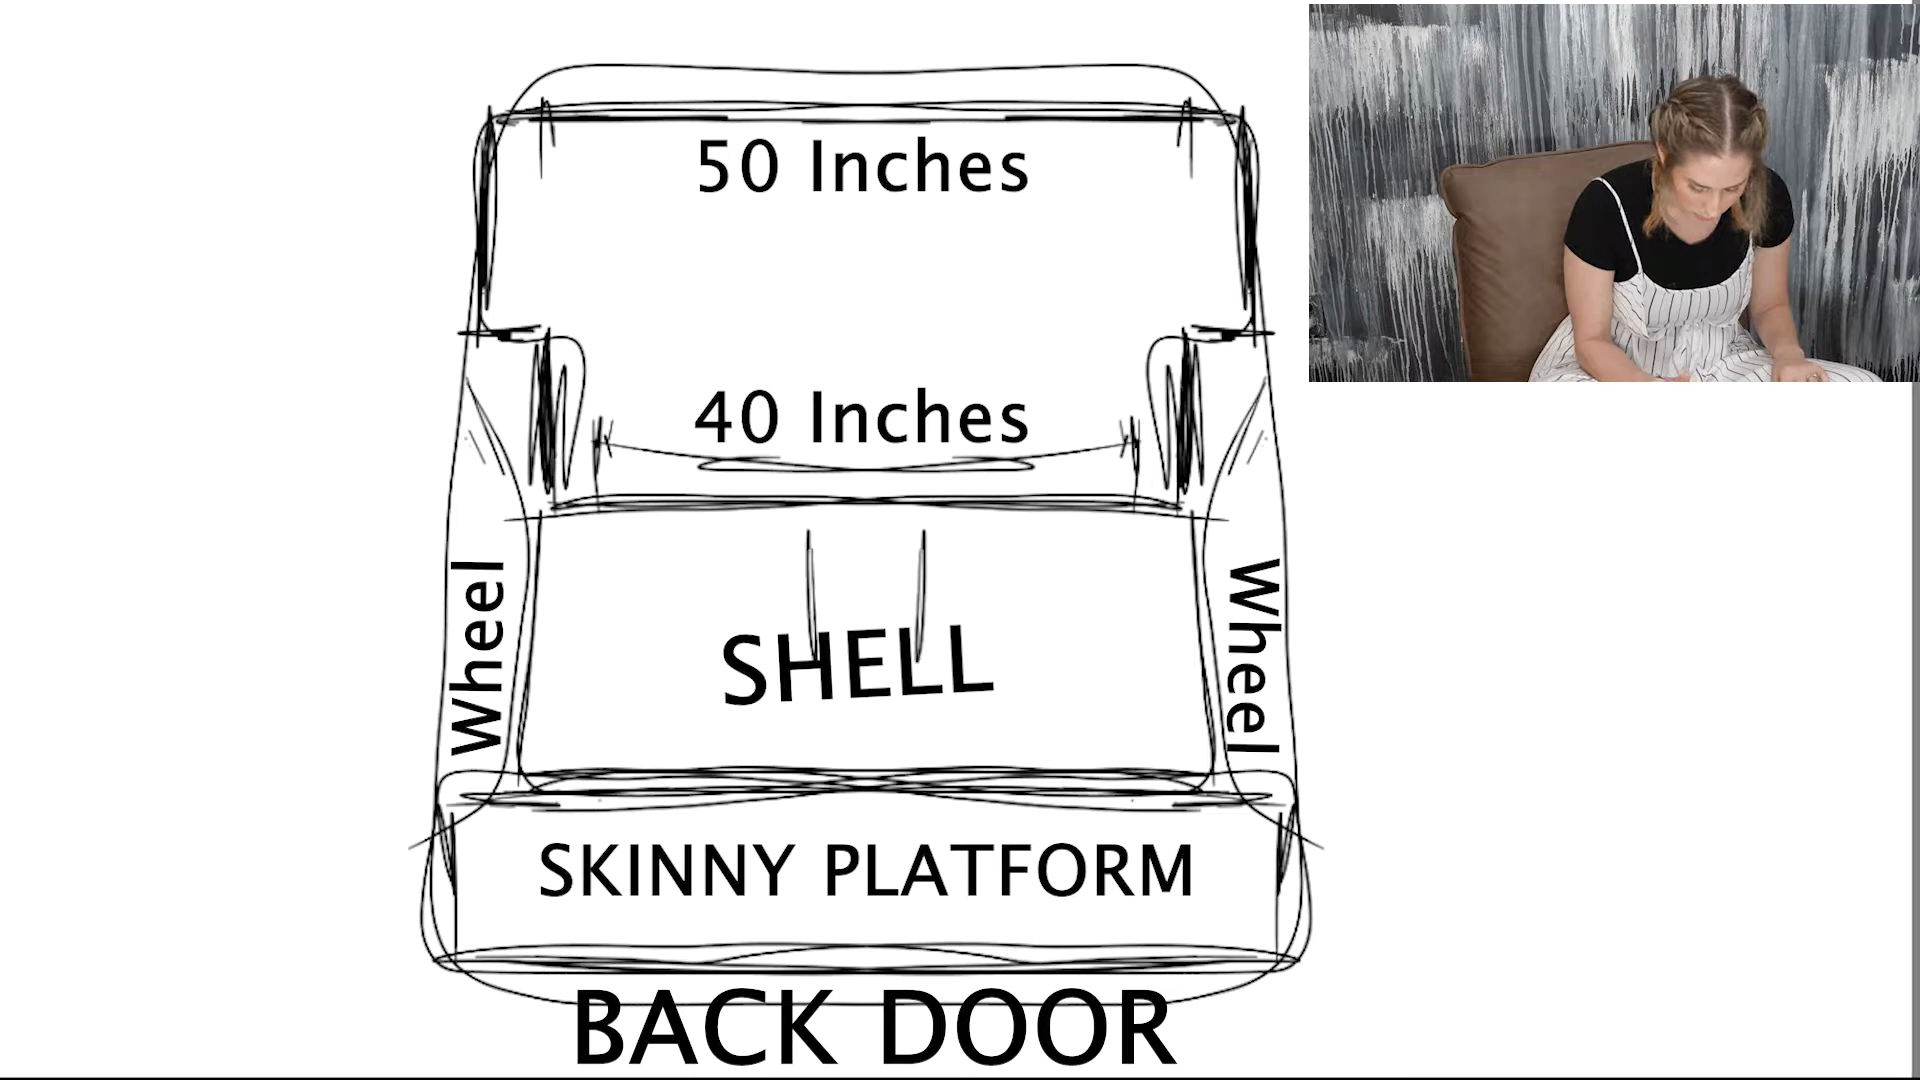 50 Inches
40 Inches
Wheel
Wheel
SHELL
SKINNY PLATFORM
BACK DOOR